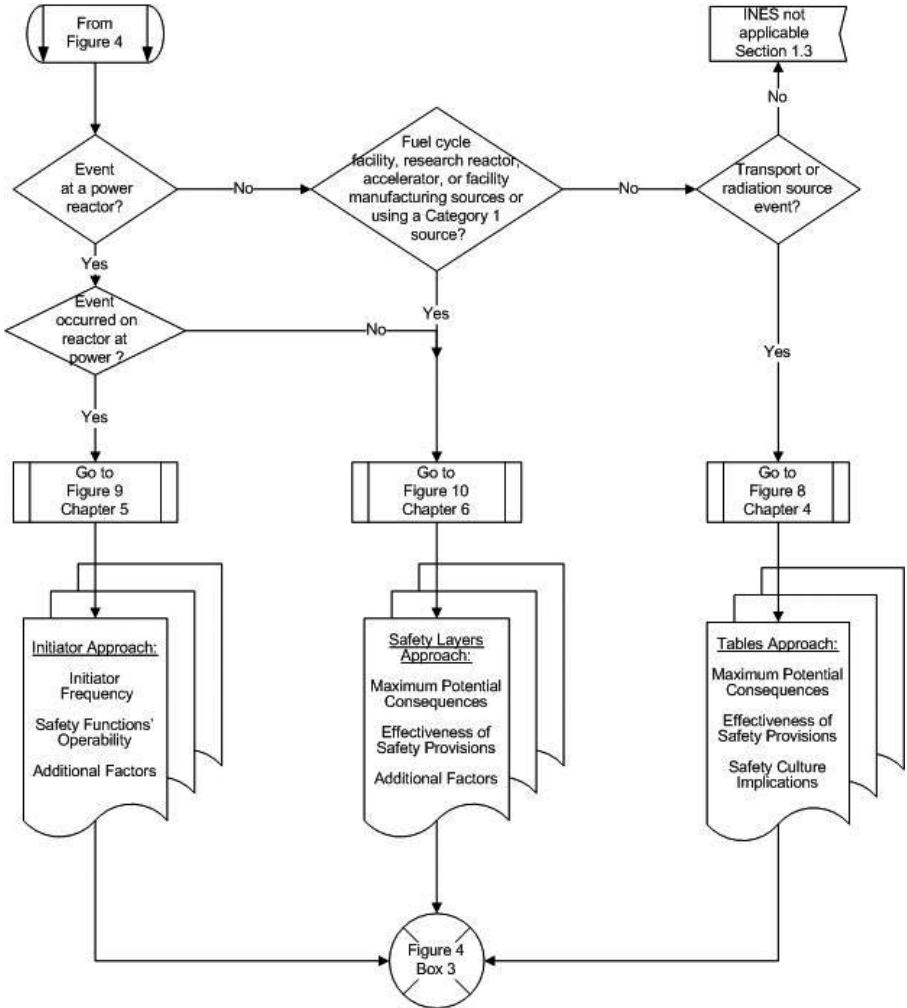 From
Figure 4
INES not
applicable
Section 1.3
No
Event
at a power
reactor?
No
Fuel cycle
facility, research reactor,
accelerator, or facility
manufacturing sources or
using a Category 1
source?
No
Transport or
radiation source
event?
Yes
Event
occurred on
reactor at
power ?
No
Yes
Yes
Yes
Go to
Figure 9
Chapter 5
Go to
Figure 10
Chapter 6
Go to
Figure 8
Chapter 4
Initiator Approach:
Initiator
Frequency
Safety Functions'
Operability
Additional Factors
Safety Layers
Approach:
Maximum Potential
Consequences
Effectiveness of
Safety Provisions
Additional Factors
Tables Approach:
Maximum Potential
Consequences
Effectiveness of
Safety Provisions
Safety Culture
Implications
Figure 4
Box 3